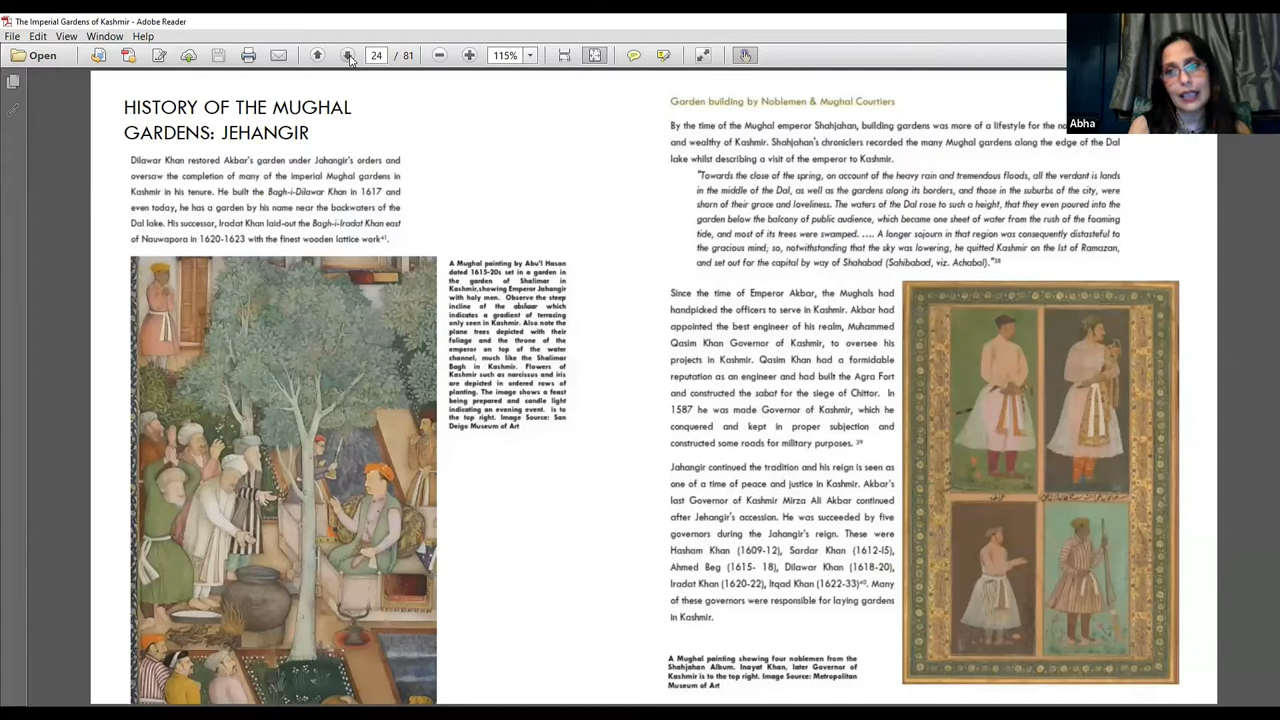 The Imperial Gardens of Kashmir - Adobe Reader
File Edit View Window Help
Open 24 / 81 115%
Abha
HISTORY OF THE MUGHAL
GARDENS: JEHANGIR
Dilawar Khan restored Akbar's garden under Jahangir's orders and
oversaw the completion of many of the imperial Mughal gardens in
Kashmir in his tenure. He built the Bagh-i-Dilawar Khan in 1617 and
even today, he has a garden by his name near the backwaters of the
Dal lake. His successor, Iradat Khan laid-out the Bagh-i-Iradat Khan east
of Nauwapora in 1620-1623 with the finest wooden lattice work⁴¹.
A Mughal painting by Abu'l Hasan
dated 1615-20s set in a garden in
the garden of Shalimar in
Kashmir,showing Emperor Jahangir
with holy men. Observe the steep
incline of the abshaar which
indicates a gradient of terracing
only seen in Kashmir. Also note the
plane trees depicted with their
foliage and the throne of the
emperor on top of the water
channel, much like the Shalimar
Bagh in Kashmir. Flowers of
Kashmir such as narcissus and iris
are depicted in ordered rows of
planting. The image shows a feast
being prepared and candle light
indicating an evening event. is to
the top right. Image Source: San
Deigo Museum of Art
Garden building by Noblemen & Mughal Courtiers
By the time of the Mughal emperor Shahjahan, building gardens was more of a lifestyle for the
and wealthy of Kashmir. Shahjahan's chroniclers recorded the many Mughal gardens along the edge of the Dal
lake whilst describing a visit of the emperor to Kashmir.
"Towards the close of the spring, on account of the heavy rain and tremendous floods, all the verdant is lands
in the middle of the Dal, as well as the gardens along its borders, and those in the suburbs of the city, were
shorn of their grace and loveliness. The waters of the Dal rose to such a height, that they even poured into the
garden below the balcony of public audience, which became one sheet of water from the rush of the foaming
tide, and most of its trees were swamped. .... A longer sojourn in that region was consequently distasteful to
the gracious mind; so, notwithstanding that the sky was lowering, he quitted Kashmir on the Ist of Ramazan,
and set out for the capital by way of Shahabad (Sahibabad, viz. Achabal)."³⁸
Since the time of Emperor Akbar, the Mughals had
handpicked the officers to serve in Kashmir. Akbar had
appointed the best engineer of his realm, Muhammed
Qasim Khan Governor of Kashmir, to oversee his
projects in Kashmir. Qasim Khan had a formidable
reputation as an engineer and had built the Agra Fort
and constructed the sabat for the siege of Chittor. In
1587 he was made Governor of Kashmir, which he
conquered and kept in proper subjection and
constructed some roads for military purposes. ³⁹
Jahangir continued the tradition and his reign is seen as
one of a time of peace and justice in Kashmir. Akbar's
last Governor of Kashmir Mirza Ali Akbar continued
after Jehangir's accession. He was succeeded by five
governors during the Jahangir's reign. These were
Hasham Khan (1609-12), Sardar Khan (1612-I5),
Ahmed Beg (1615- 18), Dilawar Khan (1618-20),
Iradat Khan (1620-22), Itqad Khan (1622-33)⁴⁰. Many
of these governors were responsible for laying gardens
in Kashmir.
A Mughal painting showing four noblemen from the
Shahjahan Album. Inayat Khan, later Governor of
Kashmir is to the top right. Image Source: Metropolitan
Museum of Art